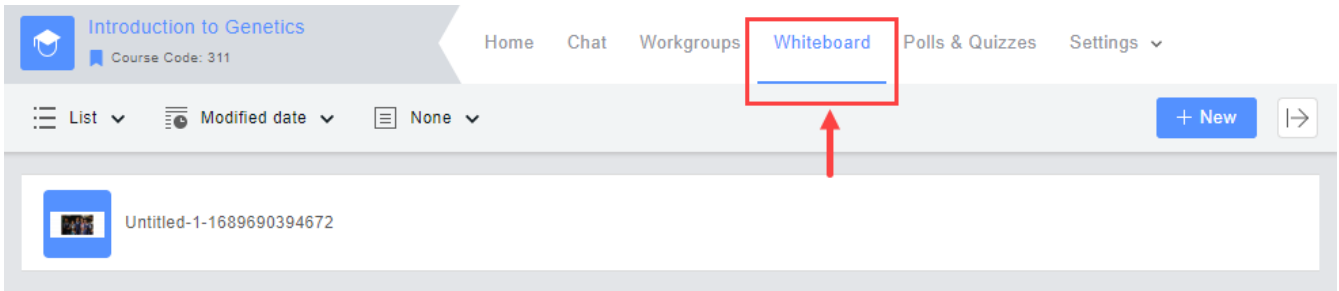 Introduction to Genetics
Course Code: 311
Home Chat Workgroups Whiteboard Polls & Quizzes Settings
List Modified date None + New
Untitled-1-1689690394672